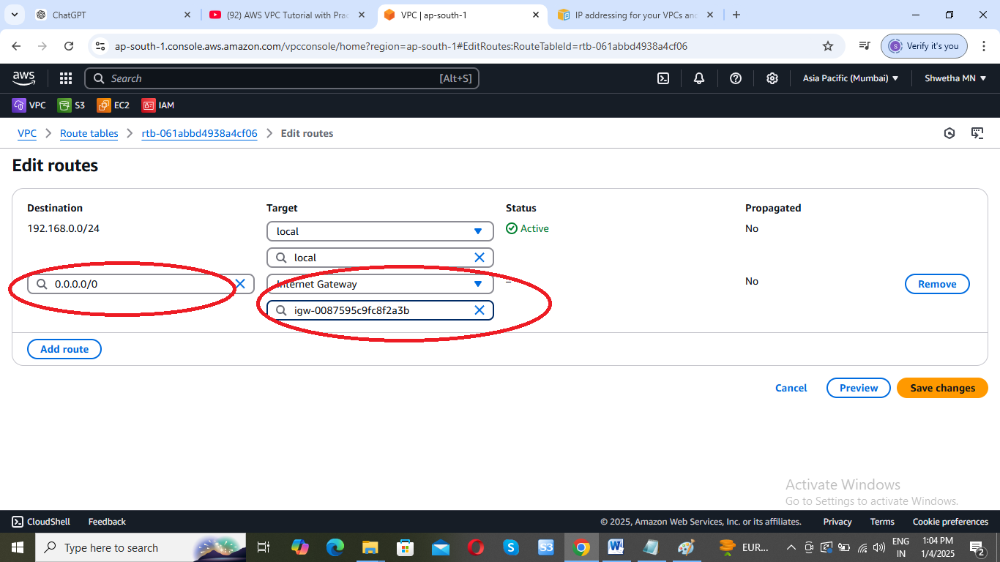 ChatGPT
(92) AWS VPC Tutorial with Prac
VPC | ap-south-1
IP addressing for your VPCs and
ap-south-1.console.aws.amazon.com/vpcconsole/home?region=ap-south-1#EditRoutes:RouteTableId=rtb-061abbd4938a4cf06
S
Verify it's you
aws
Search
[Alt+S]
Asia Pacific (Mumbai)
Shwetha MN
VPC
S3
EC2
IAM
VPC
Route tables
rtb-061abbd4938a4cf06
Edit routes
Edit routes
Destination
Target
Status
Propagated
192.168.0.0/24
local
Active
No
local
0.0.0.0/0
Internet Gateway
–
No
Remove
igw-0087595c9fc8f2a3b
Add route
Cancel
Preview
Save changes
Activate Windows
Go to Settings to activate Windows.
CloudShell
Feedback
© 2025, Amazon Web Services, Inc. or its affiliates.
Privacy
Terms
Cookie preferences
Type here to search
S3
W
EUR...
ENG
IN
1:04 PM
1/4/2025
2